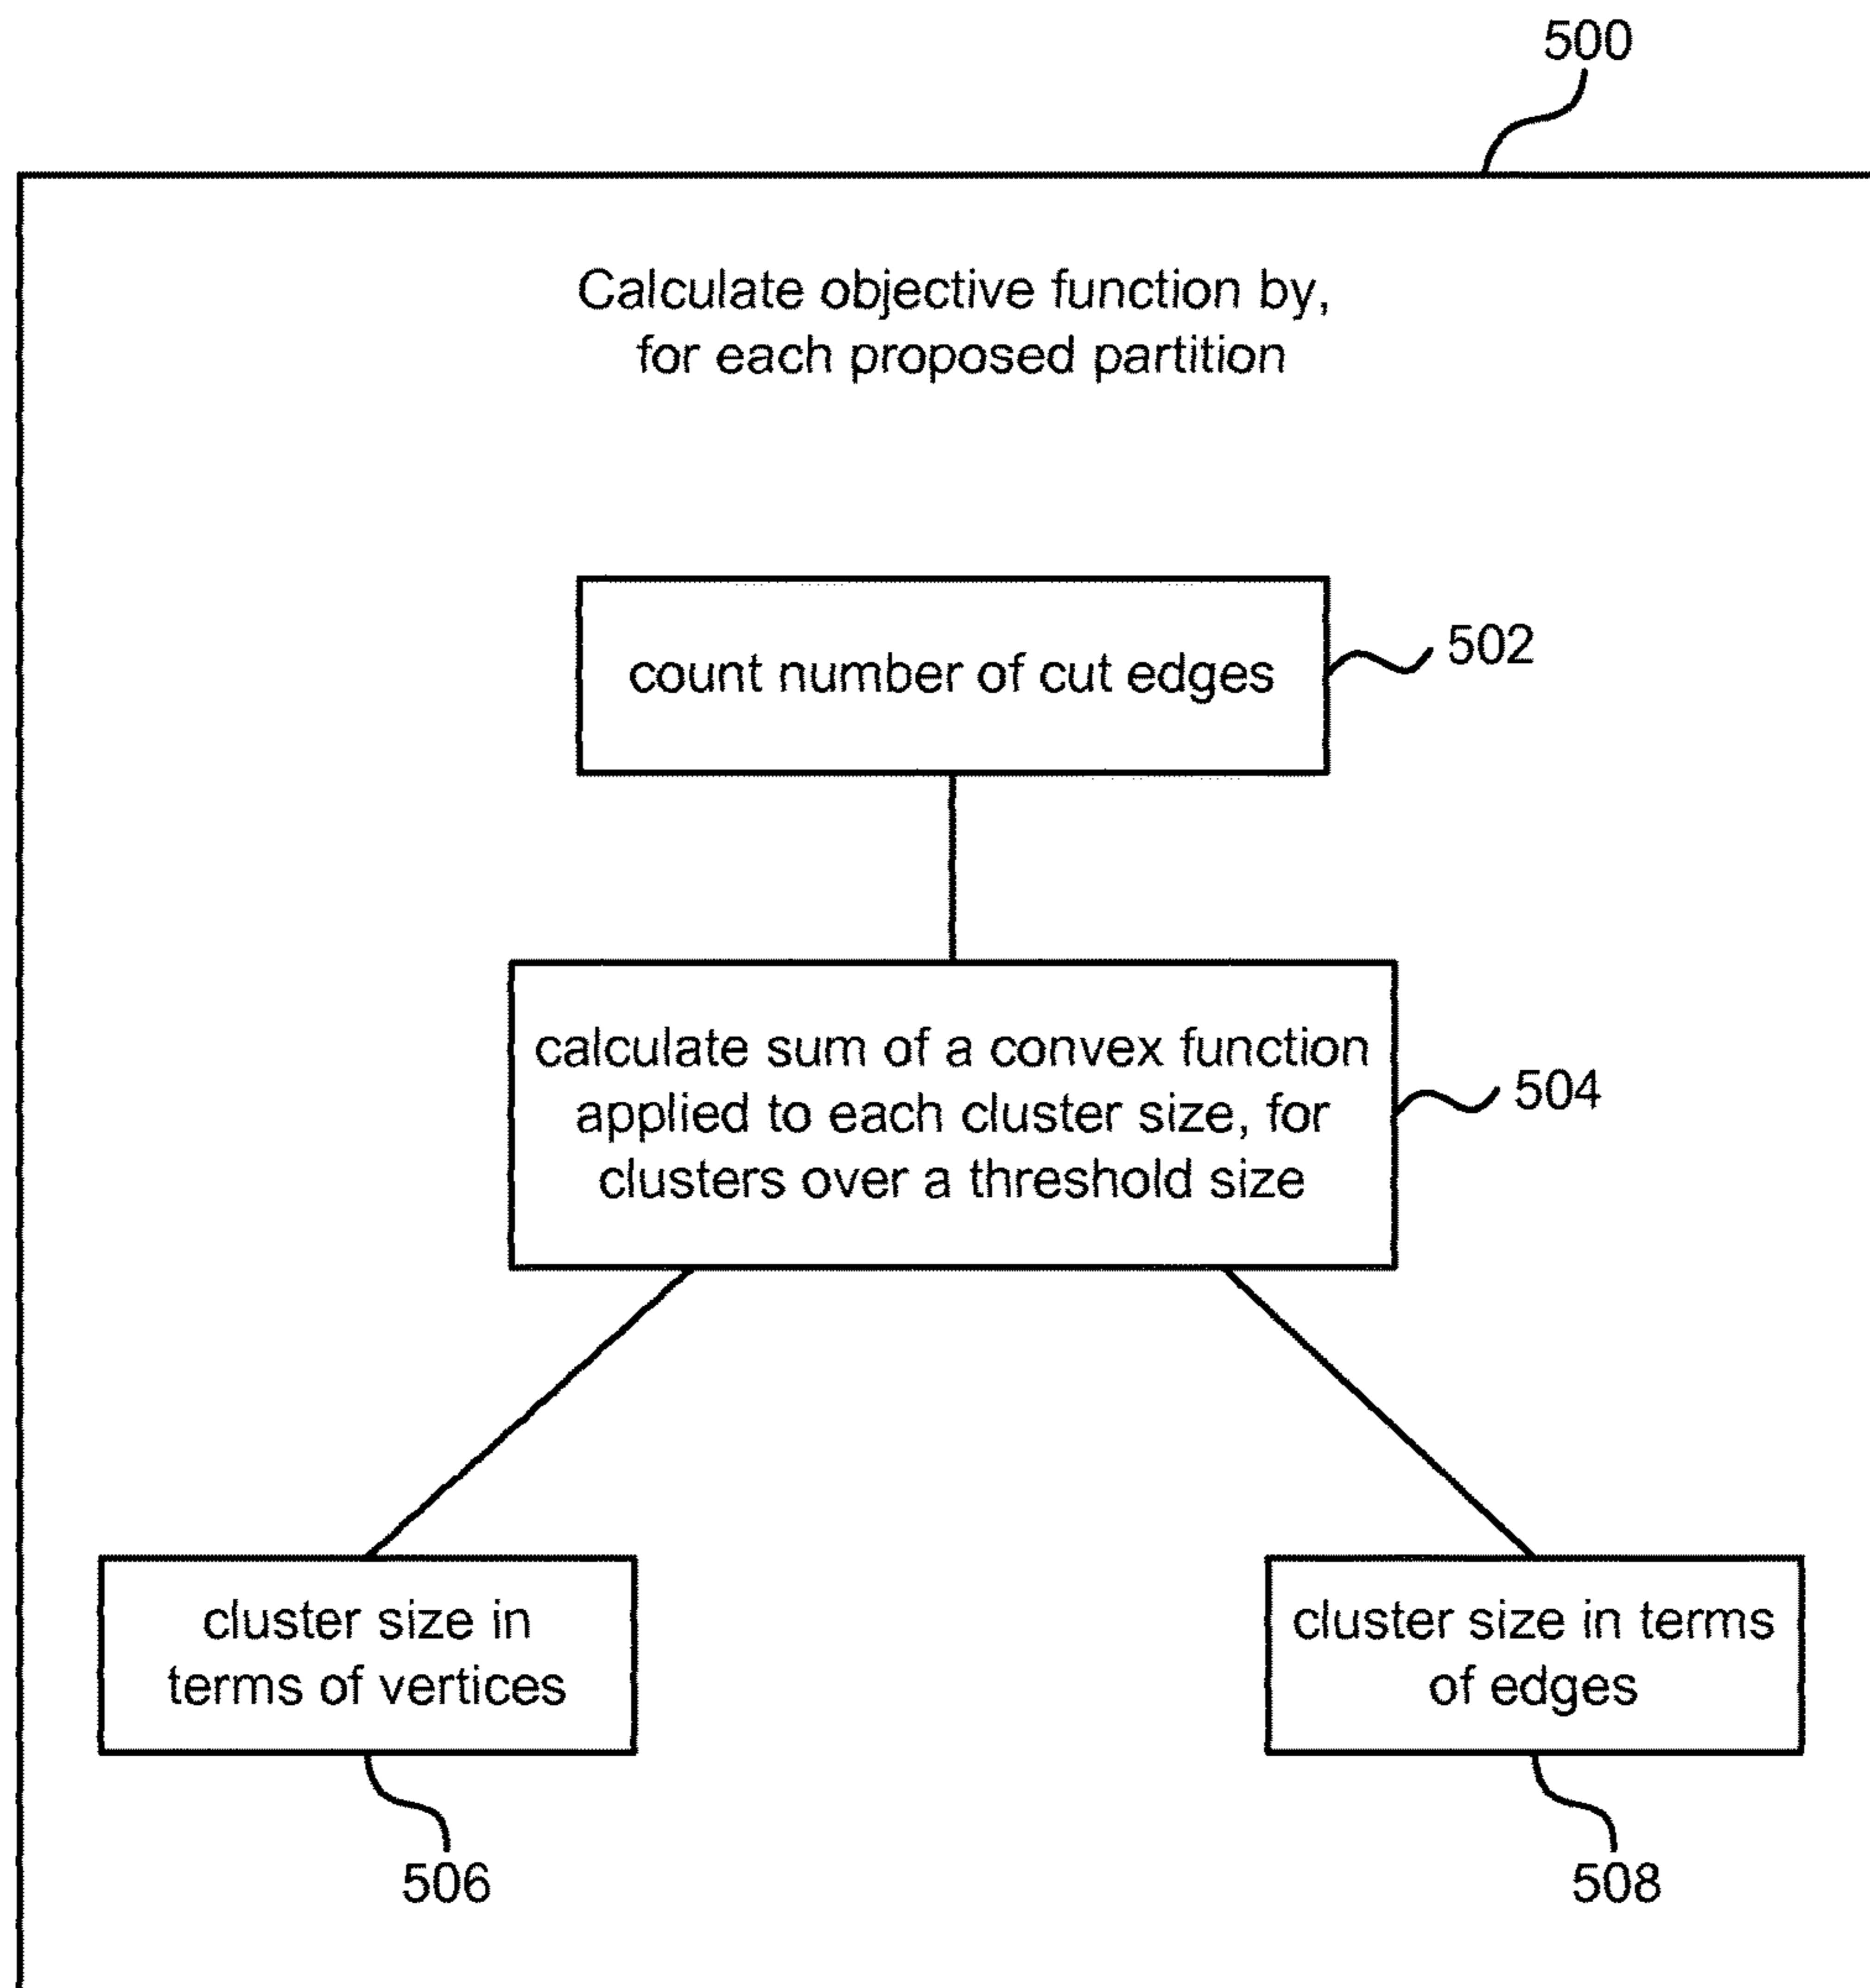 500
Calculate objective function by,
for each proposed partition
count number of cut edges
502
calculate sum of a convex function
applied to each cluster size, for
clusters over a threshold size
504
cluster size in
terms of vertices
cluster size in terms
of edges
506
508